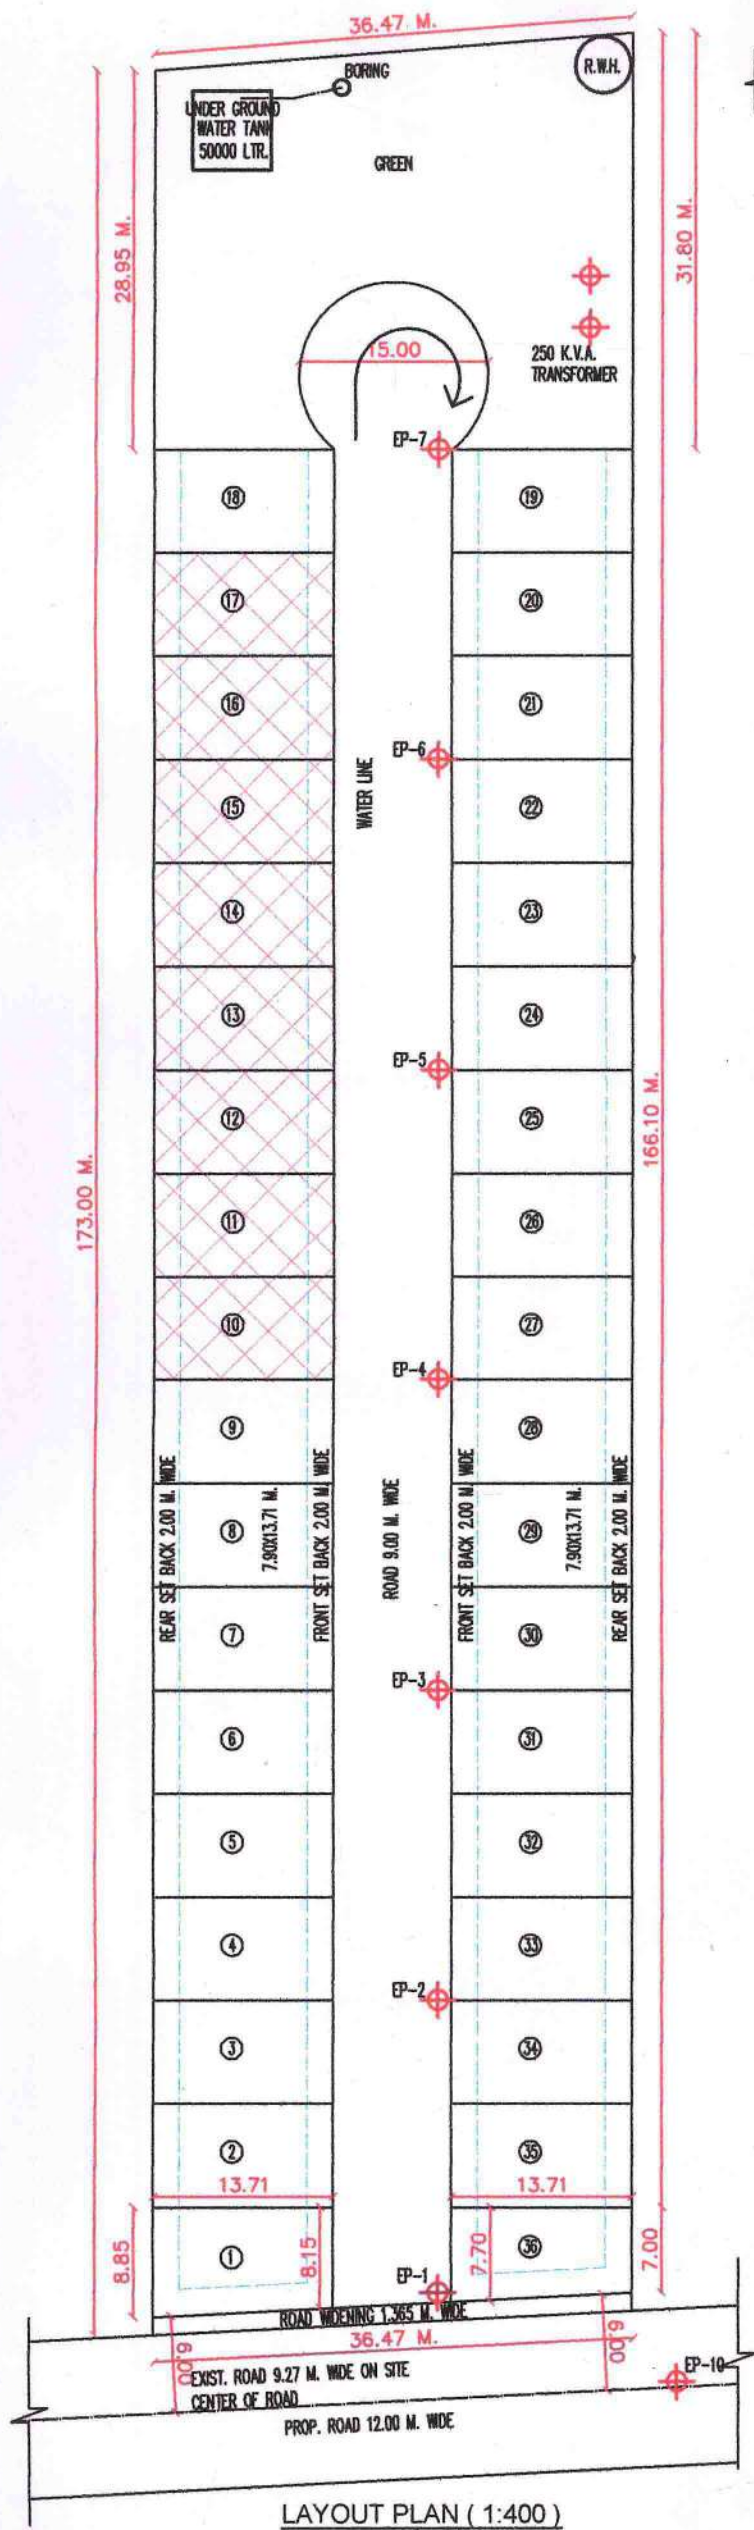 36.47 M.
BORING
R.W.H.
UNDER GROUND
WATER TANK
50000 LTR.
GREEN
28.95 M.
31.80 M.
15.00
250 K.V.A.
TRANSFORMER
EP-7
18
19
17
20
16
21
EP-6
WATER LINE
15
22
14
23
13
24
EP-5
12
25
173.00 M.
166.10 M.
11
26
10
27
EP-4
9
28
REAR SET BACK 2.00 M. WIDE
7.90X13.71 M.
FRONT SET BACK 2.00 M. WIDE
ROAD 9.00 M. WIDE
FRONT SET BACK 2.00 M. WIDE
7.90X13.71 M.
REAR SET BACK 2.00 M. WIDE
8
29
7
30
EP-3
6
31
5
32
4
33
EP-2
3
34
2
35
13.71
13.71
8.85
1
8.15
7.70
36
7.00
EP-1
ROAD WIDENING 1.365 M. WIDE
36.47 M.
6.00
6.00
EXIST. ROAD 9.27 M. WIDE ON SITE
CENTER OF ROAD
EP-10
PROP. ROAD 12.00 M. WIDE
LAYOUT PLAN ( 1:400 )